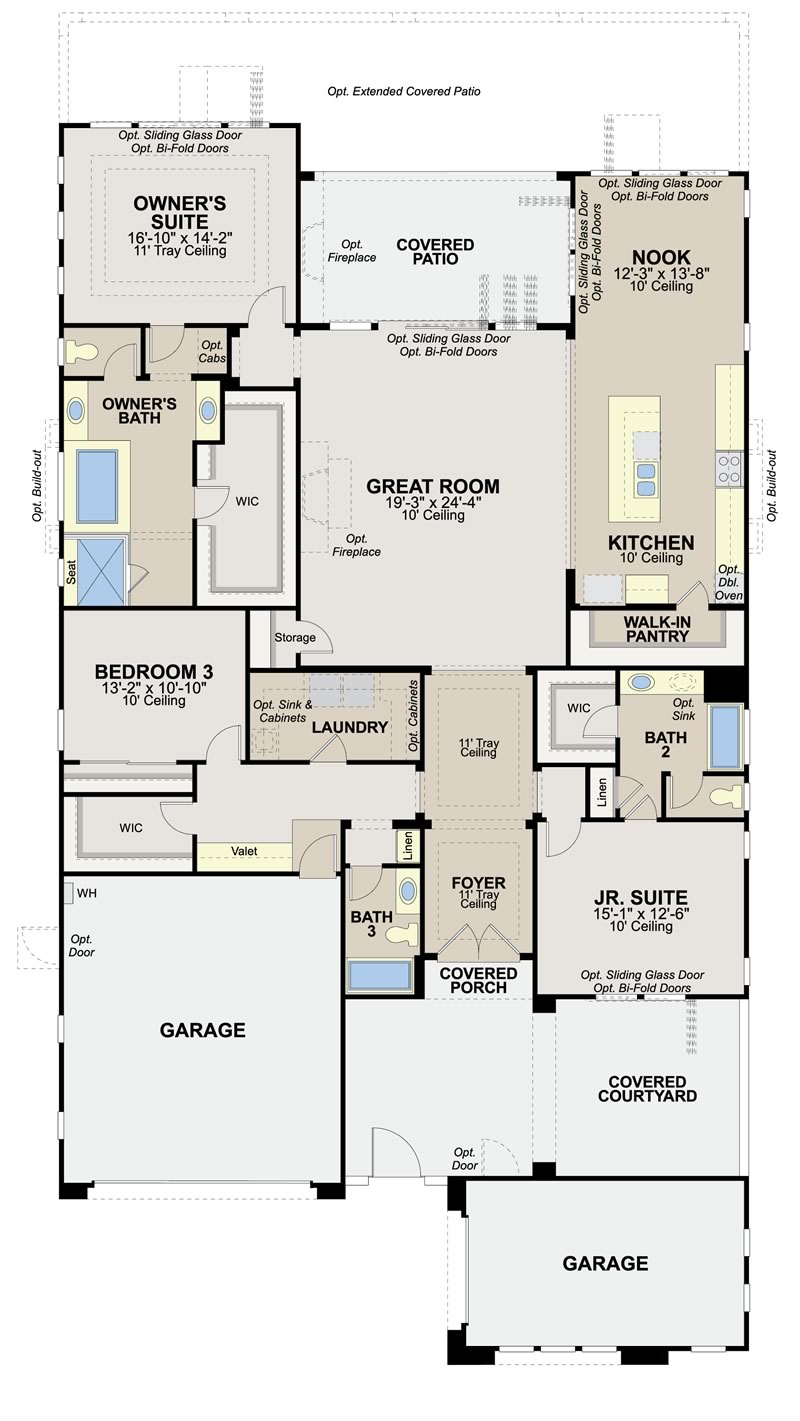 Opt. Extended Covered Patio
Opt. Sliding Glass Door
Opt. Bi-Fold Doors
OWNER'S
SUITE
16'-10" x 14'-2"
11' Tray Ceiling
Opt.
Fireplace
COVERED
PATIO
Opt. Sliding Glass Door
Opt. Bi-Fold Doors
Opt. Sliding Glass Door
Opt. Bi-Fold Doors
NOOK
12'-3" x 13'-8"
10' Ceiling
Opt.
Cabs
Opt. Sliding Glass Door
Opt. Bi-Fold Doors
OWNER'S
BATH
Opt. Build-out
WIC
GREAT ROOM
19'-3" x 24'-4"
10' Ceiling
Opt.
Fireplace
Opt. Build-out
KITCHEN
10' Ceiling
Opt.
Dbl.
Oven
Seat
WALK-IN
PANTRY
Storage
BEDROOM 3
13'-2" x 10'-10"
10' Ceiling
Opt. Sink &
Cabinets
LAUNDRY
Opt. Cabinets
11' Tray
Ceiling
WIC
Opt.
Sink
BATH
2
Linen
WIC
Valet
Linen
FOYER
11' Tray
Ceiling
JR. SUITE
15'-1" x 12'-6"
10' Ceiling
Opt. Sliding Glass Door
Opt. Bi-Fold Doors
WH
Opt.
Door
BATH
3
COVERED
PORCH
GARAGE
COVERED
COURTYARD
Opt.
Door
GARAGE